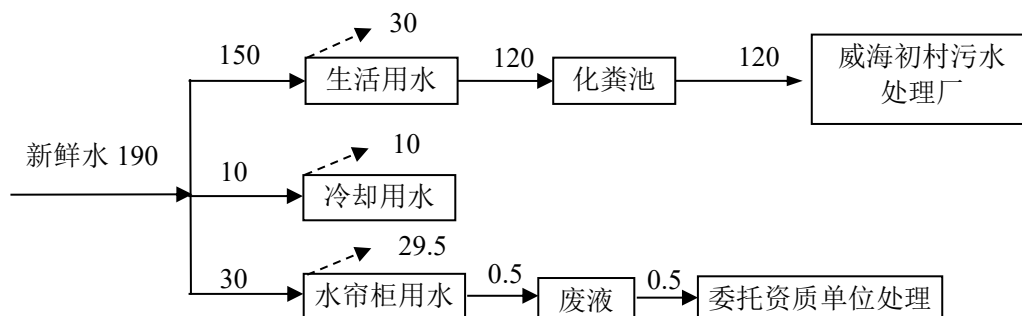 30
150
生活用水
120
化粪池
120
威海初村污水
处理厂
新鲜水 190
10
10
冷却用水
29.5
30
水帘柜用水
0.5
废液
0.5
委托资质单位处理